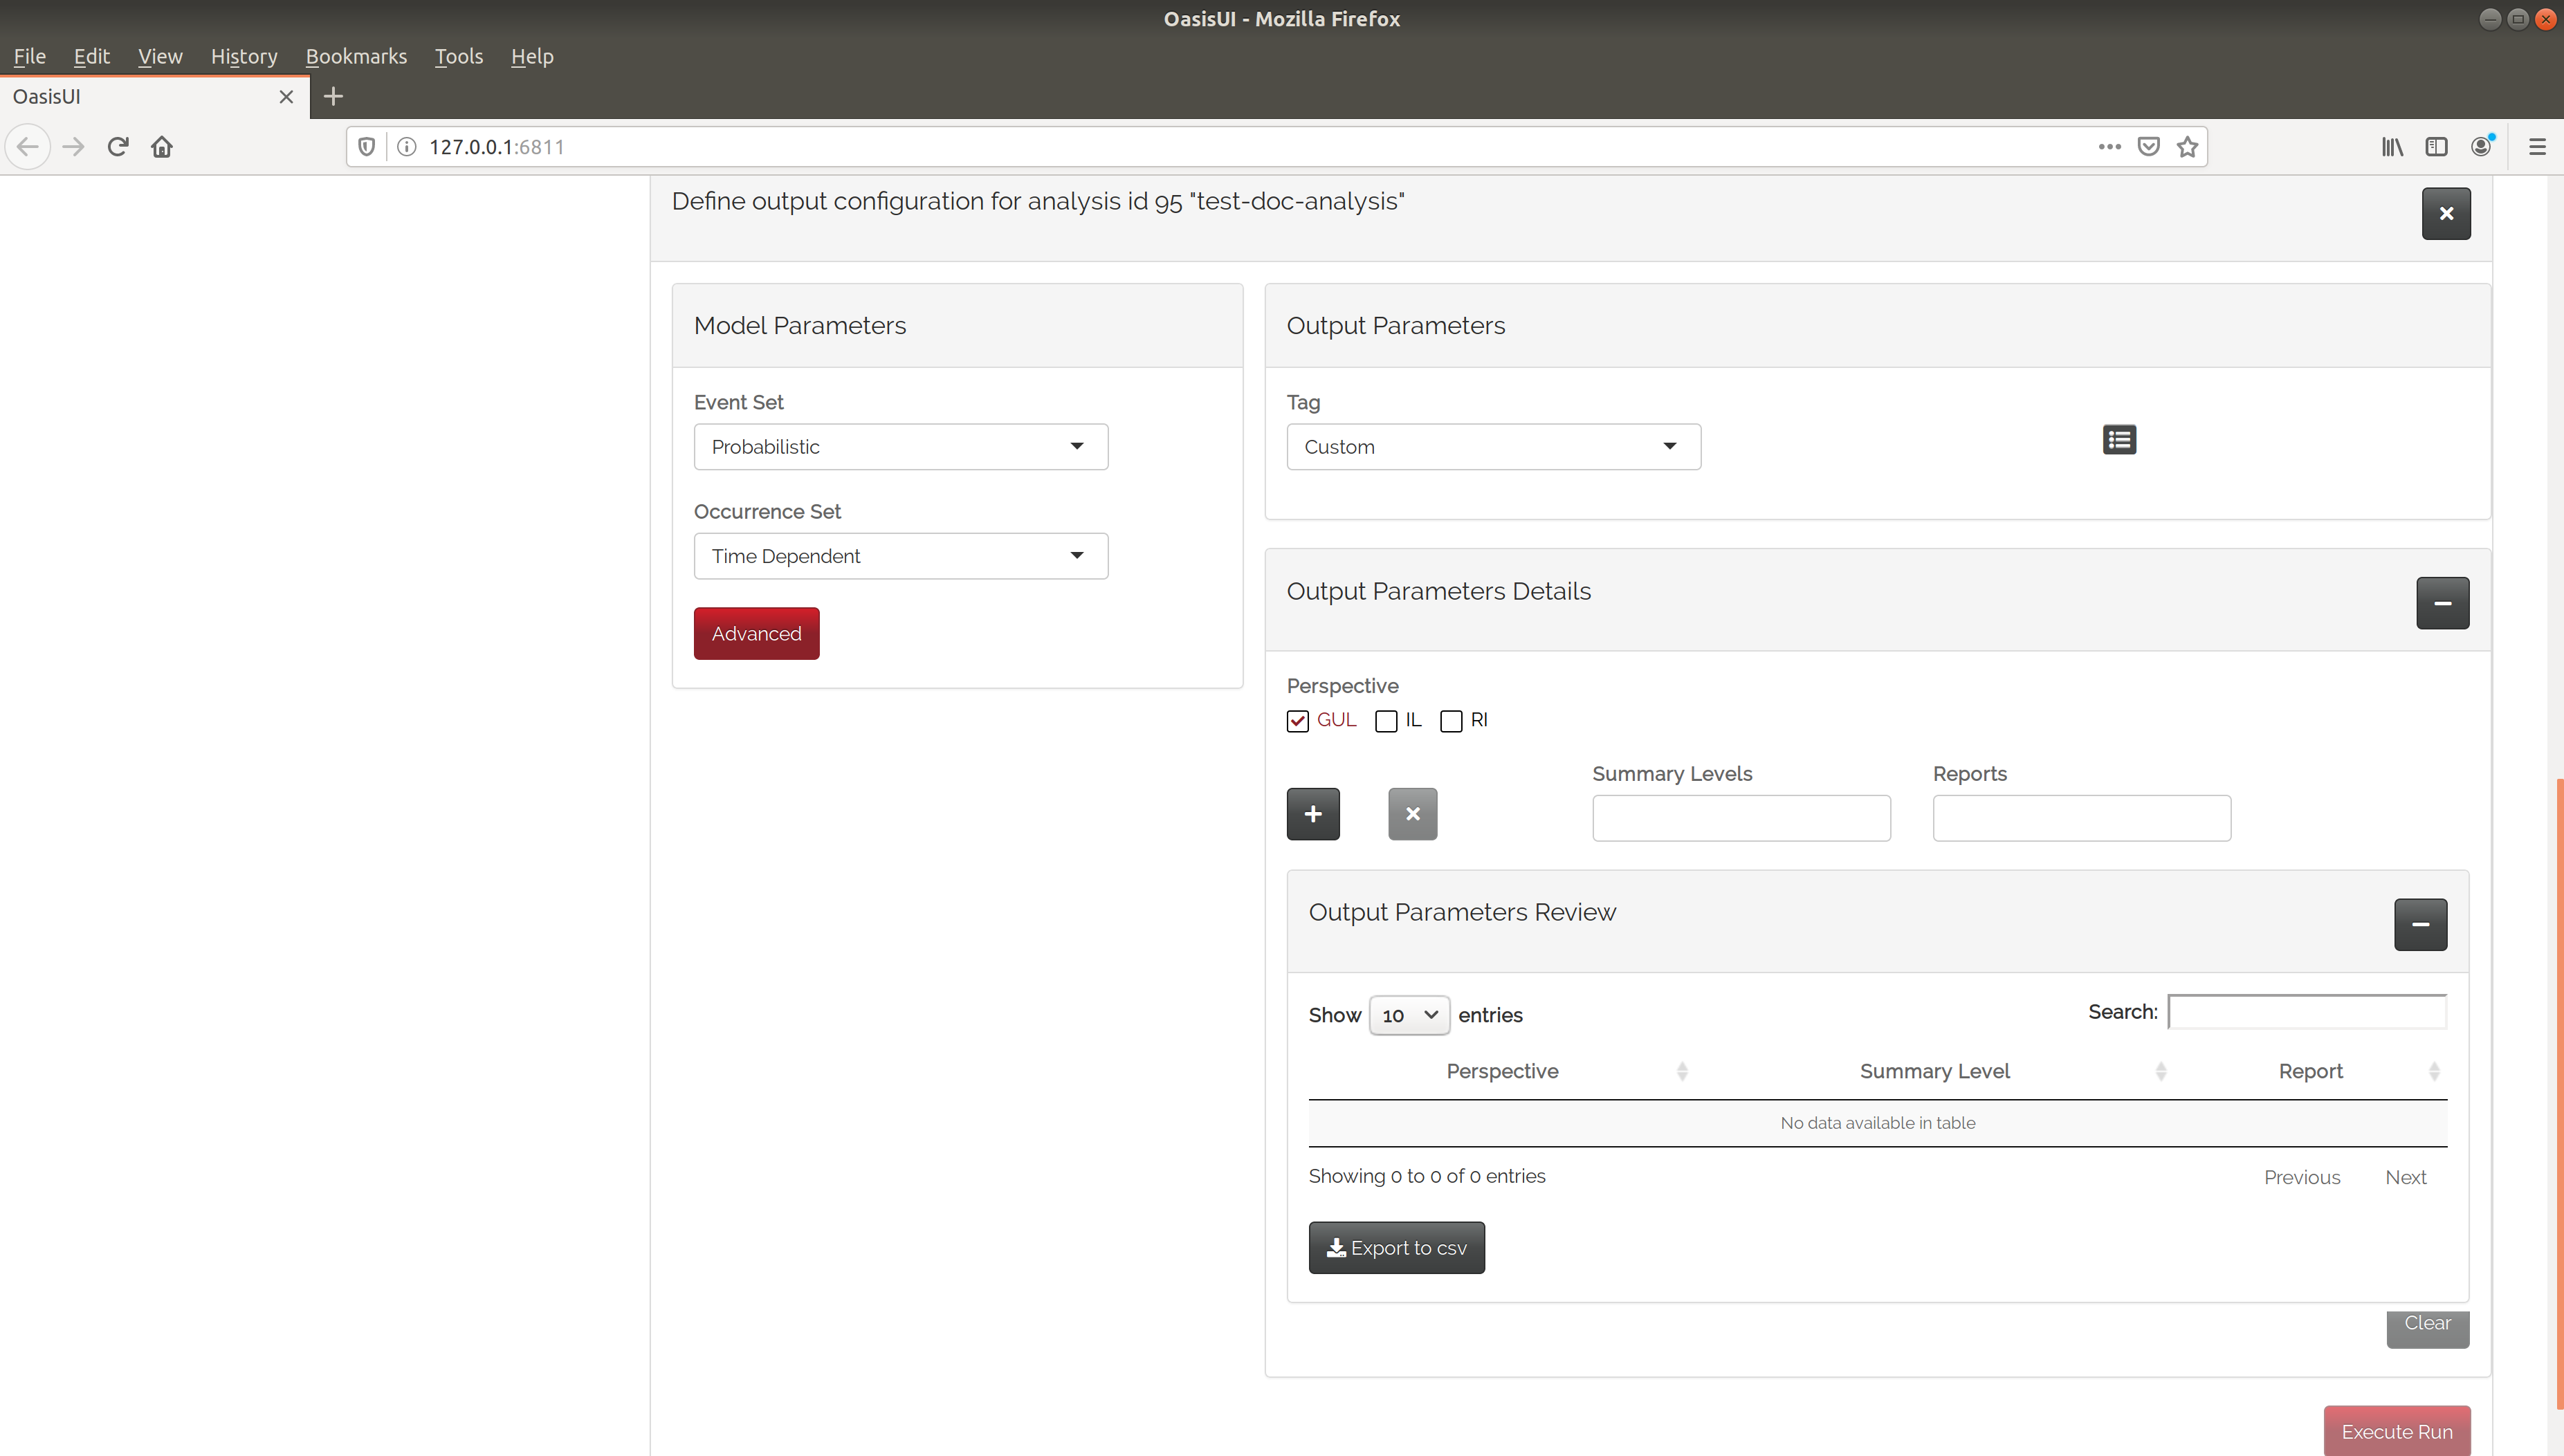 OasisUI - Mozilla Firefox
File Edit View History Bookmarks Tools Help
OasisUI
127.0.0.1:6811
Define output configuration for analysis id 95 "test-doc-analysis"
Model Parameters
Event Set
Probabilistic
Occurrence Set
Time Dependent
Advanced
Output Parameters
Tag
Custom
Output Parameters Details
Perspective
GUL IL RI
Summary Levels Reports
Output Parameters Review
Show 10 entries Search:
Perspective Summary Level Report
No data available in table
Showing 0 to 0 of 0 entries Previous Next
Export to csv
Clear
Execute Run